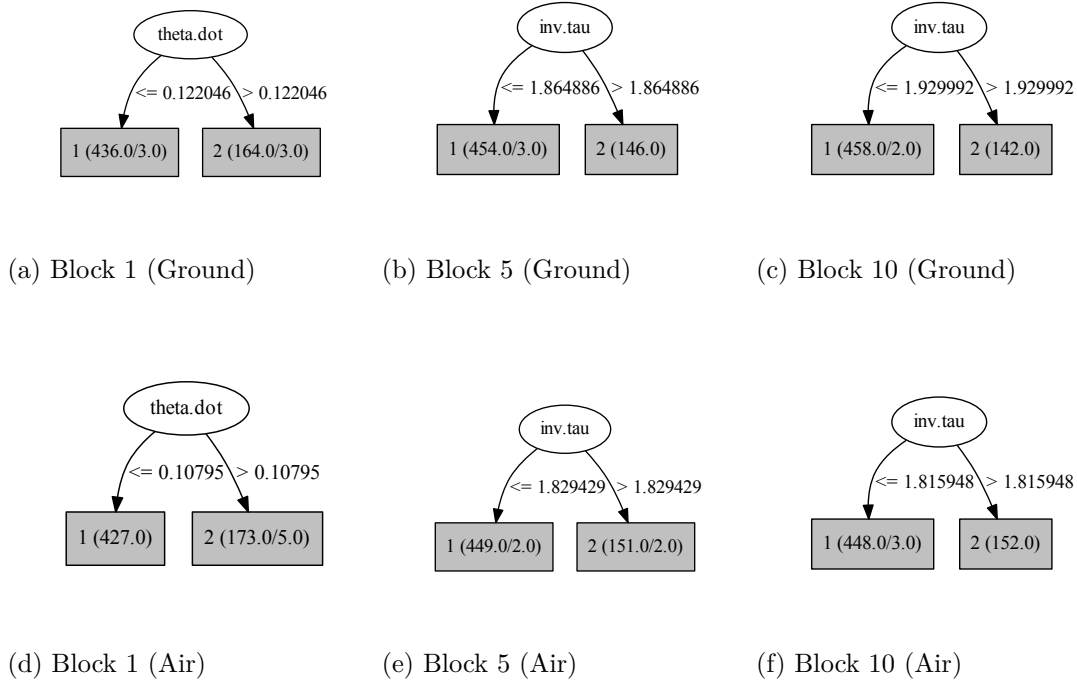 theta.dot
<= 0.122046 > 0.122046
1 (436.0/3.0) 2 (164.0/3.0)
(a) Block 1 (Ground)
inv.tau
<= 1.864886 > 1.864886
1 (454.0/3.0) 2 (146.0)
(b) Block 5 (Ground)
inv.tau
<= 1.929992 > 1.929992
1 (458.0/2.0) 2 (142.0)
(c) Block 10 (Ground)
theta.dot
<= 0.10795 > 0.10795
1 (427.0) 2 (173.0/5.0)
(d) Block 1 (Air)
inv.tau
<= 1.829429 > 1.829429
1 (449.0/2.0) 2 (151.0/2.0)
(e) Block 5 (Air)
inv.tau
<= 1.815948 > 1.815948
1 (448.0/3.0) 2 (152.0)
(f) Block 10 (Air)